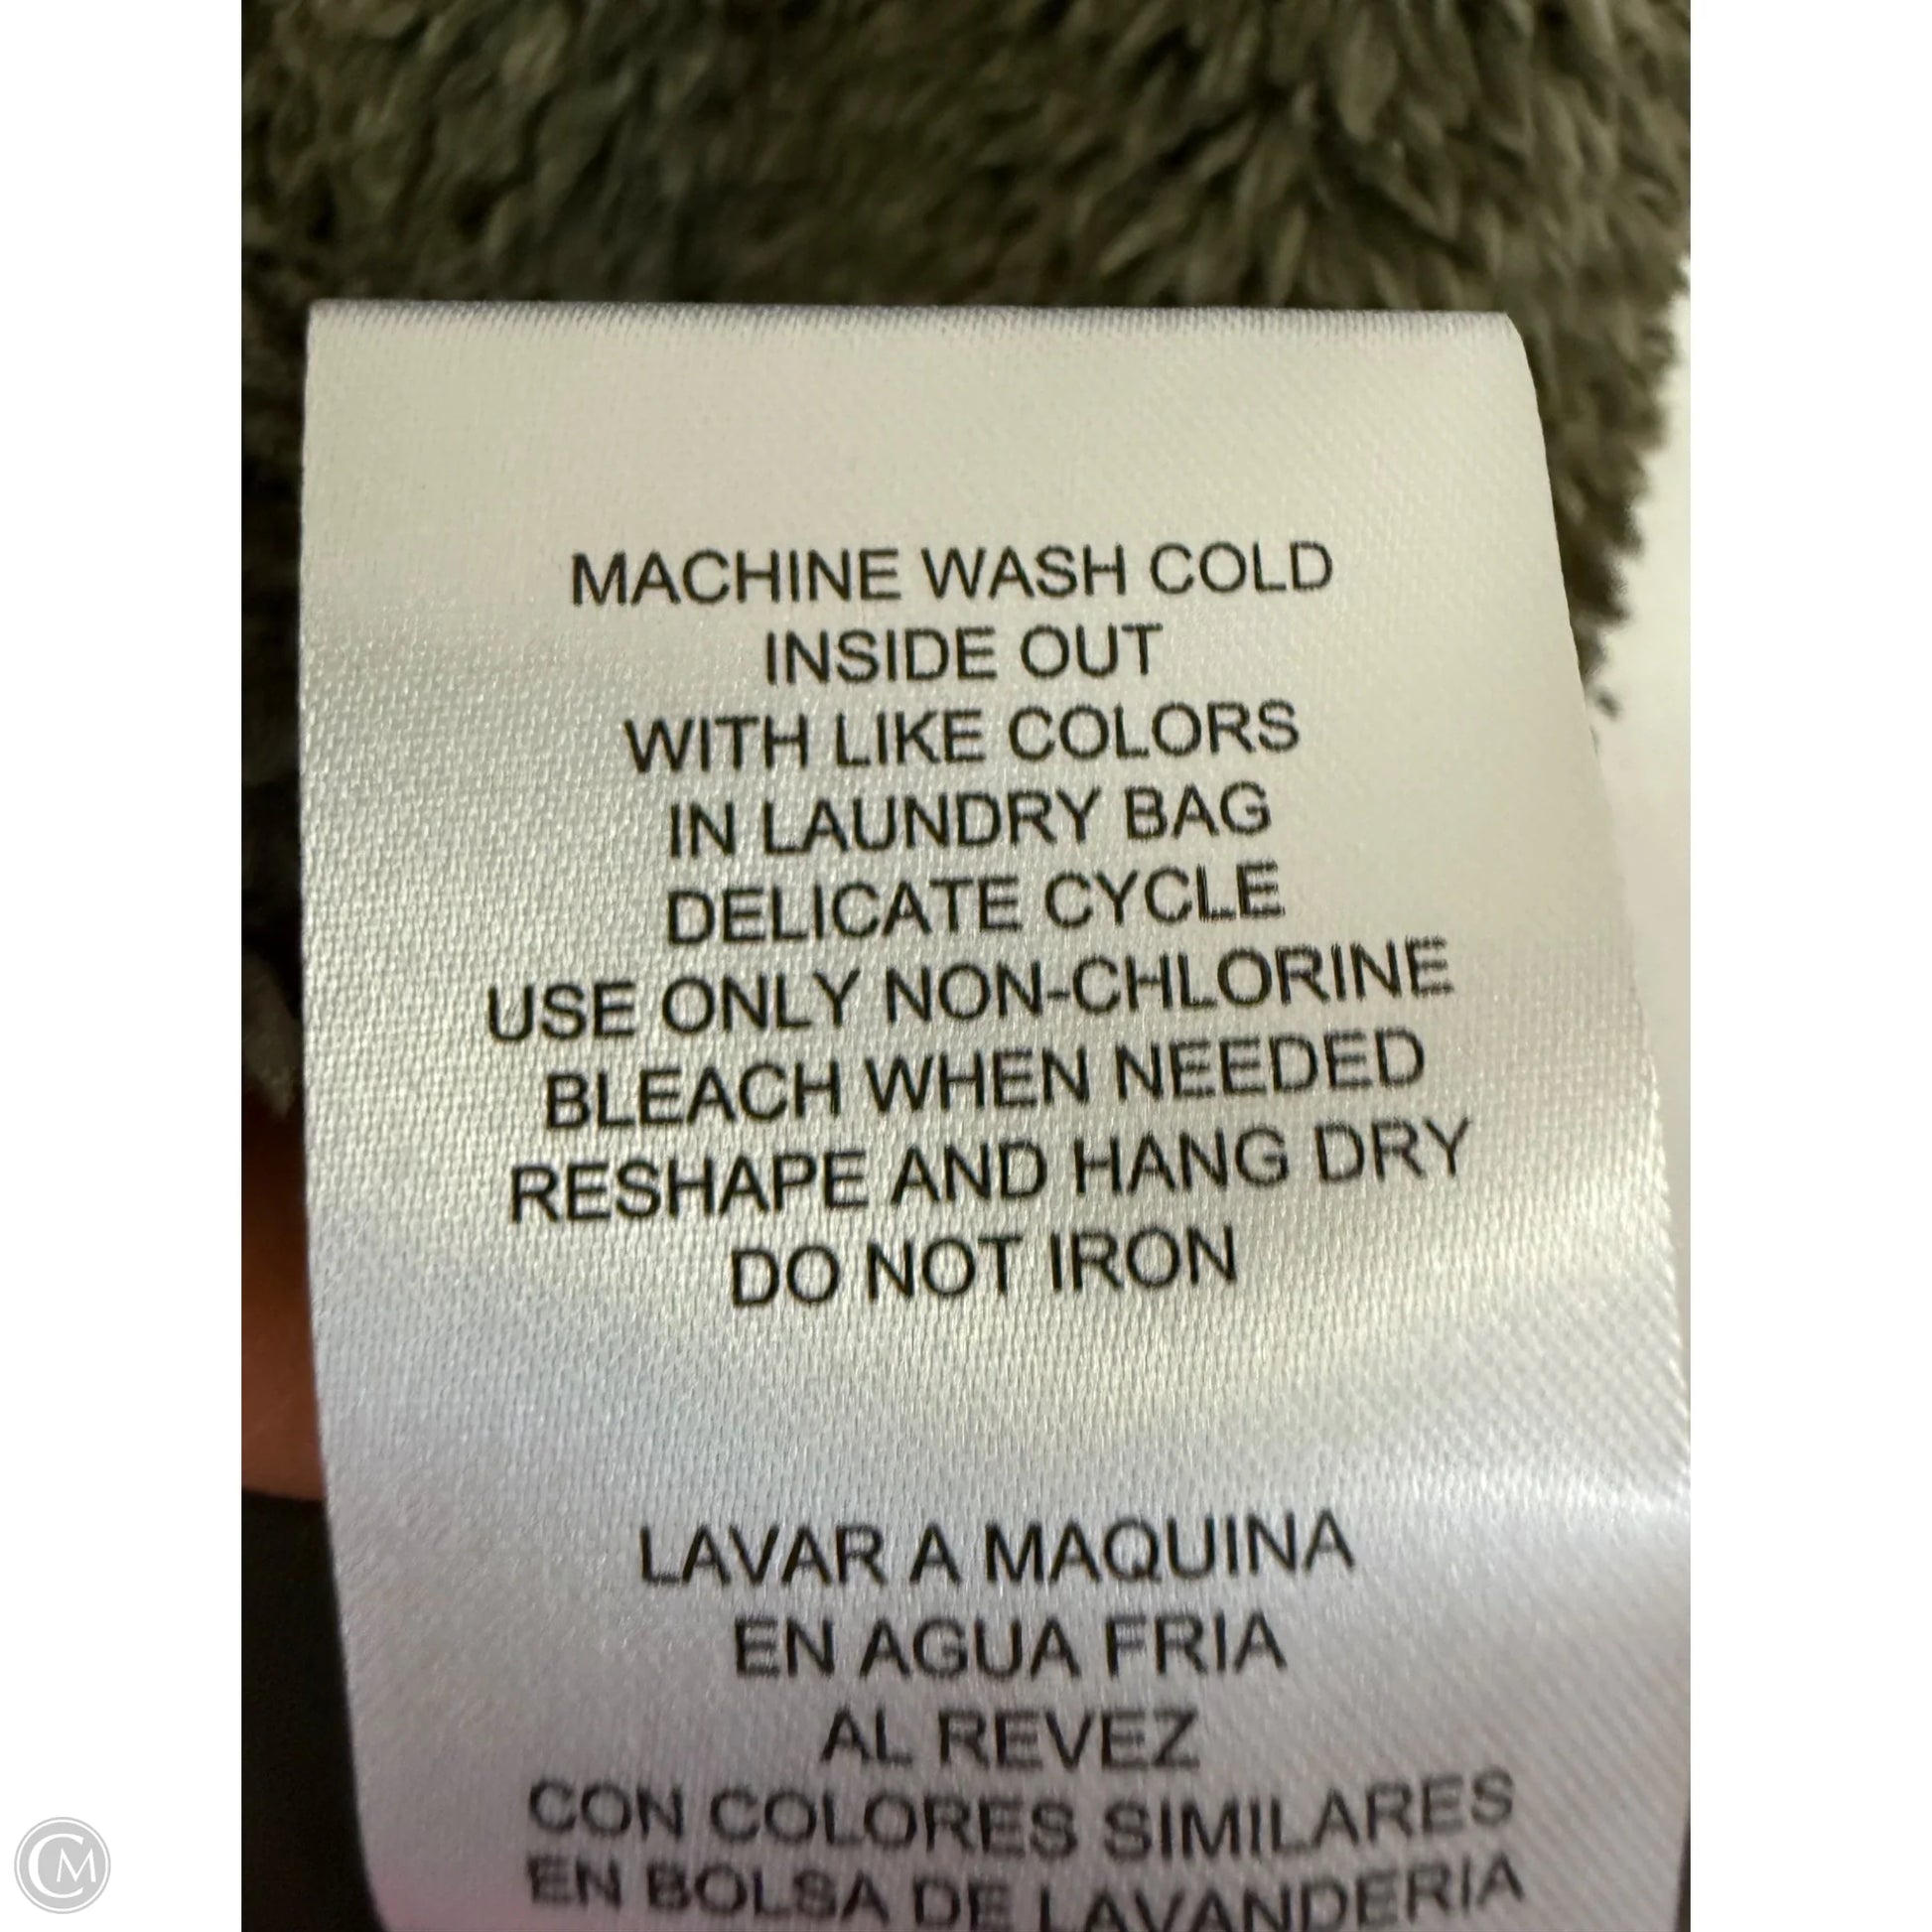 MACHINE WASH COLD
INSIDE OUT
WITH LIKE COLORS
IN LAUNDRY BAG
DELICATE CYCLE
USE ONLY NON-CHLORINE
BLEACH WHEN NEEDED
RESHAPE AND HANG DRY
DO NOT IRON
LAVAR A MAQUINA
EN AGUA FRIA
AL REVEZ
CON COLORES SIMILARES
EN BOLSA DE LAVANDERIA
CM